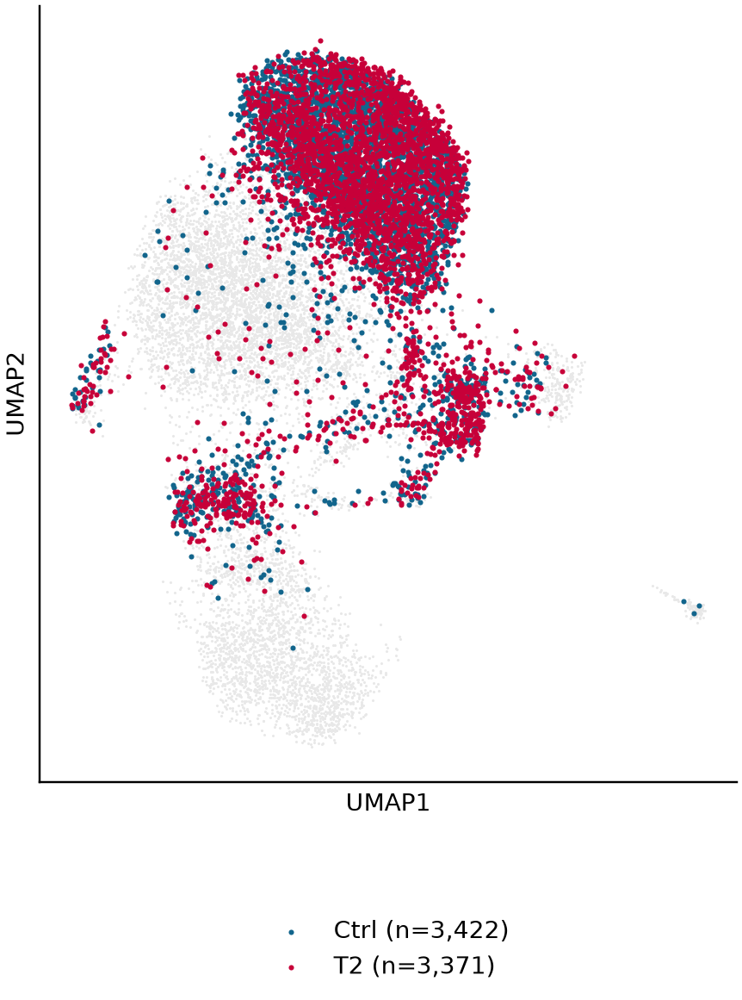 UMAP2
UMAP1
Ctrl (n=3,422)
T2 (n=3,371)